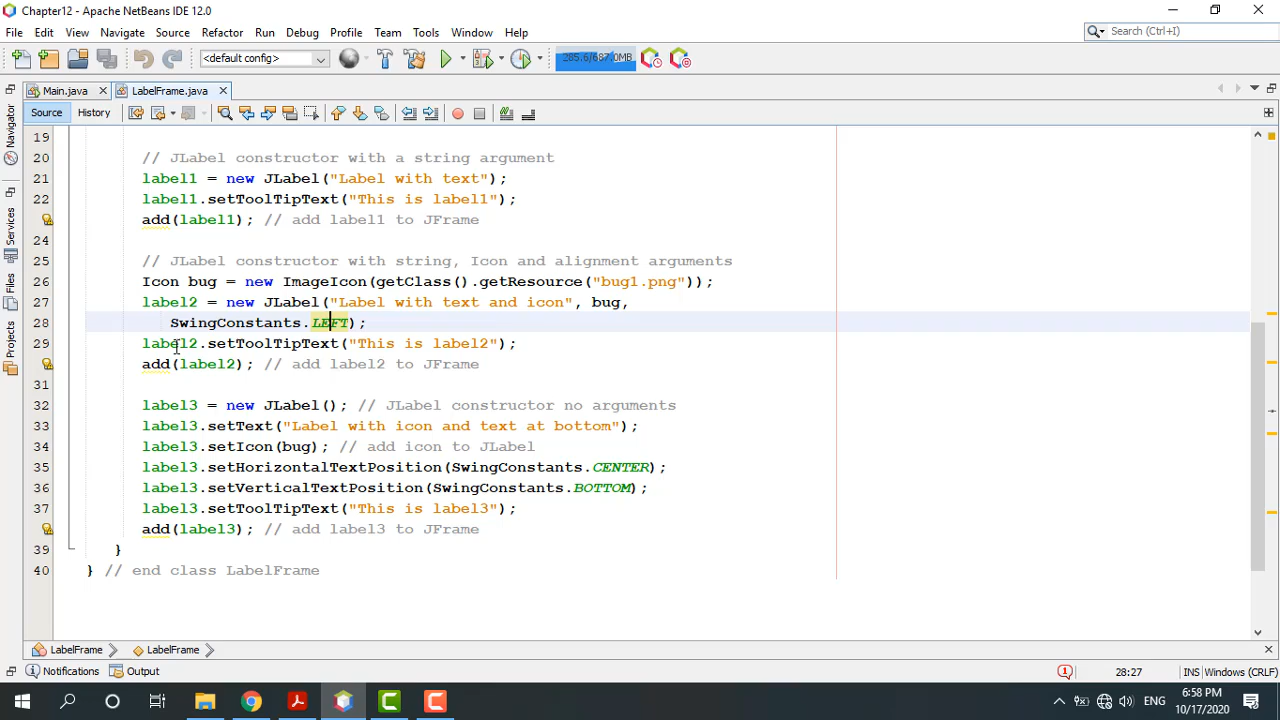 Chapter12 - Apache NetBeans IDE 12.0
File Edit View Navigate Source Refactor Run Debug Profile Team Tools Window Help
Search (Ctrl+I)
<default config>
285.6/687.0MB
Main.java
LabelFrame.java
Source History
Navigator
Services
Files
Projects
19
20 // JLabel constructor with a string argument
21 label1 = new JLabel("Label with text");
22 label1.setToolTipText("This is label1");
add(label1); // add label1 to JFrame
24
25 // JLabel constructor with string, Icon and alignment arguments
26 Icon bug = new ImageIcon(getClass().getResource("bug1.png"));
27 label2 = new JLabel("Label with text and icon", bug,
28 SwingConstants.LEFT);
29 label2.setToolTipText("This is label2");
add(label2); // add label2 to JFrame
31
32 label3 = new JLabel(); // JLabel constructor no arguments
33 label3.setText("Label with icon and text at bottom");
34 label3.setIcon(bug); // add icon to JLabel
35 label3.setHorizontalTextPosition(SwingConstants.CENTER);
36 label3.setVerticalTextPosition(SwingConstants.BOTTOM);
37 label3.setToolTipText("This is label3");
add(label3); // add label3 to JFrame
39 }
40 } // end class LabelFrame
LabelFrame LabelFrame
Notifications Output
28:27 INS Windows (CRLF)
ENG
6:58 PM
10/17/2020